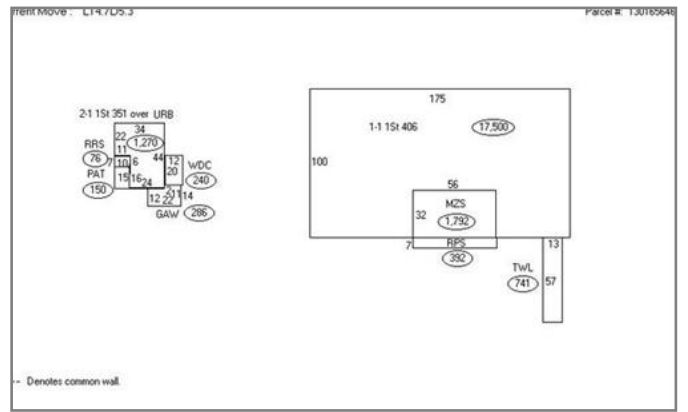 rent Move : L14.7D5.3 Parcel #: 130165646
2-1 1St 351 over URB
34
22 1,270
11
RRS
76 7 10 6 44 12 WDC
PAT 20 240
150 15 16 24
12 22 11 14
GAW 286
175
1-1 1St 406 17,500
100
56
MZS
32 1,792
7 RPS
392
13
TWL
741 57
-- Denotes common wall.